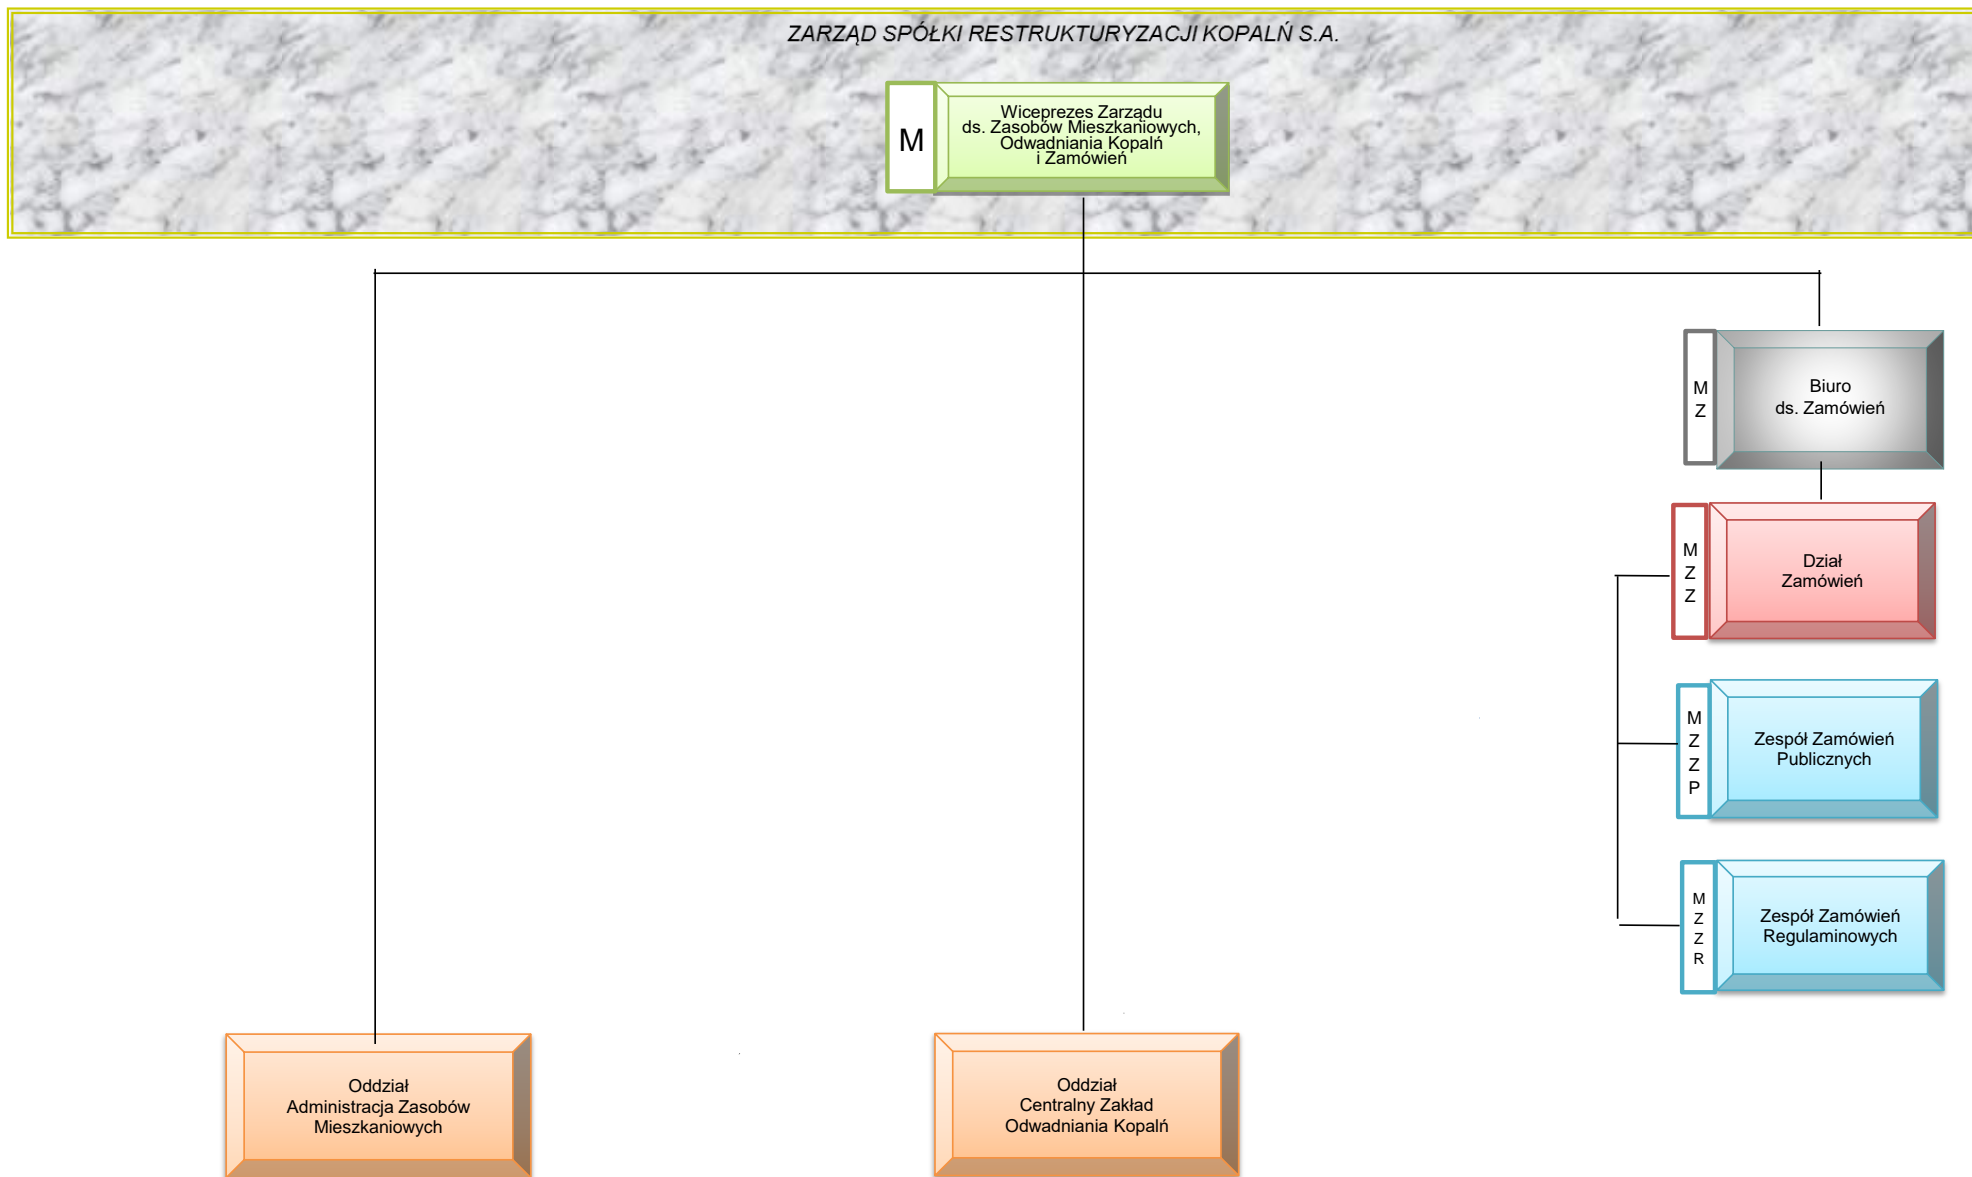 ZARZĄD SPÓŁKI RESTRUKTURYZACJI KOPALŃ S.A.
M
Wiceprezes Zarządu
ds. Zasobów Mieszkaniowych,
Odwadniania Kopalń
i Zamówień
M
Z
Biuro
ds. Zamówień
M
Z
Z
Dział
Zamówień
M
Z
Z
P
Zespół Zamówień
Publicznych
M
Z
Z
R
Zespół Zamówień
Regulaminowych
Oddział
Administracja Zasobów
Mieszkaniowych
Oddział
Centralny Zakład
Odwadniania Kopalń